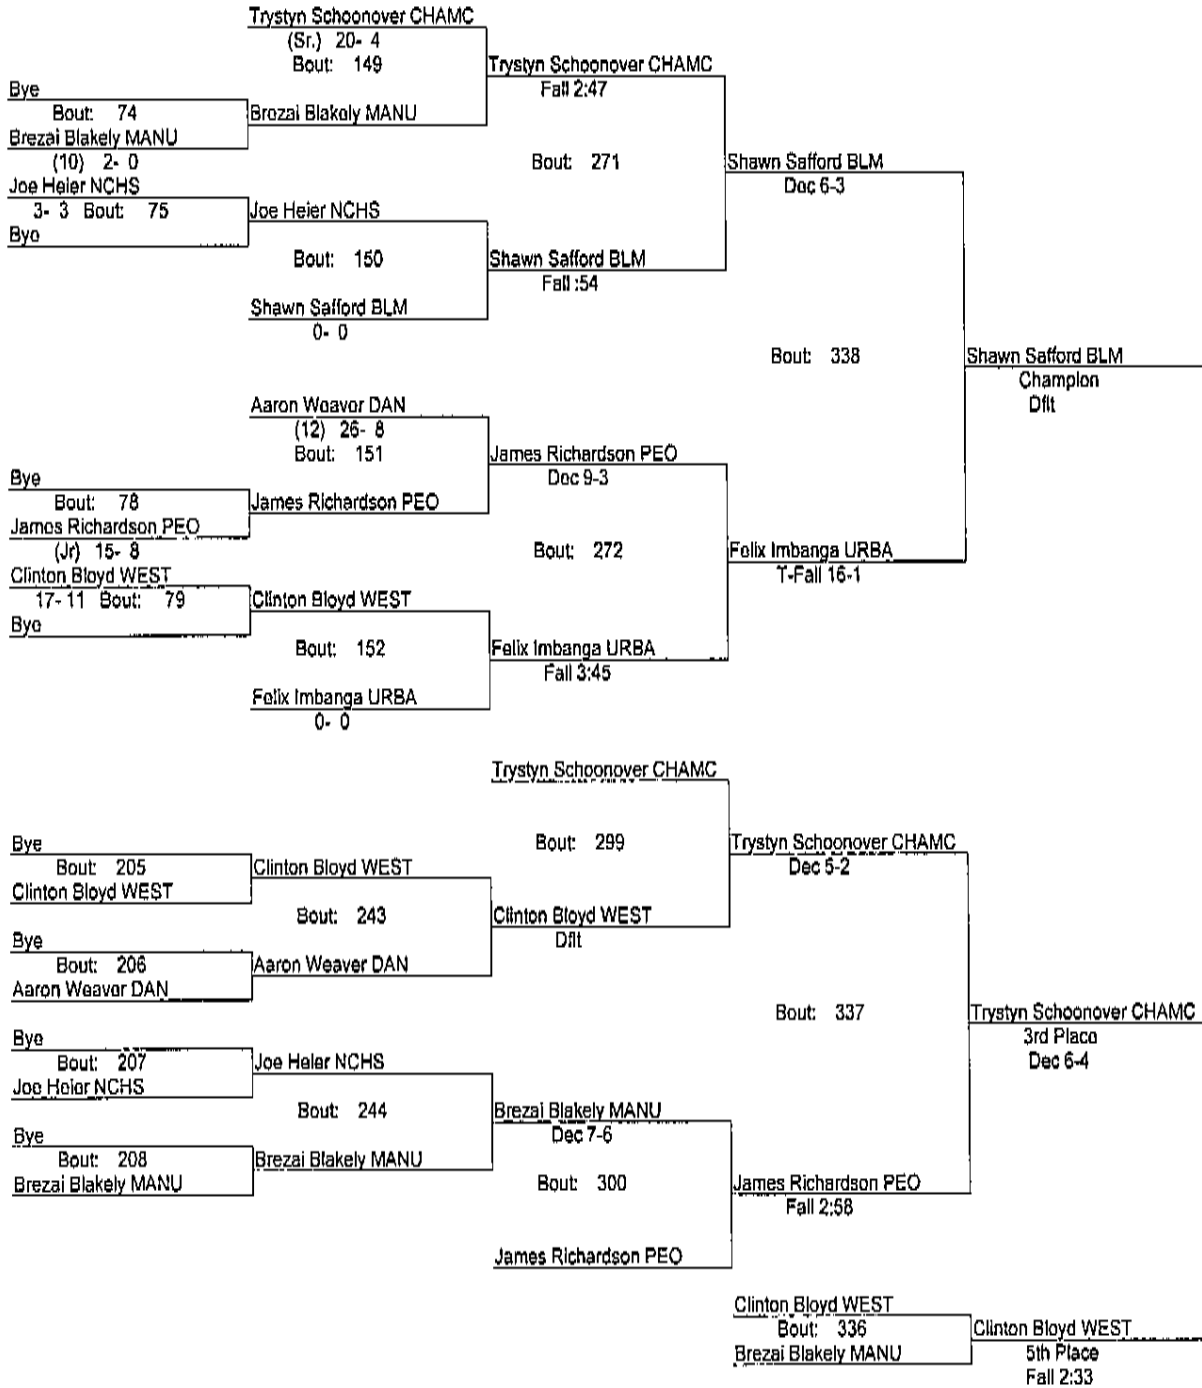 Trystyn Schoonover CHAMC
(Sr.) 20- 4
Bout: 149
Trystyn Schoonover CHAMC
Fall 2:47
Bye
Bout: 74
Brezai Blakely MANU
Brezai Blakely MANU
(10) 2- 0
Bout: 271
Shawn Safford BLM
Dec 6-3
Joe Heier NCHS
3- 3 Bout: 75
Joe Heier NCHS
Bye
Bout: 150
Shawn Safford BLM
Fall :54
Shawn Safford BLM
0- 0
Bout: 338
Shawn Safford BLM
Champion
Dflt
Aaron Weaver DAN
(12) 26- 8
Bout: 151
James Richardson PEO
Dec 9-3
Bye
Bout: 78
James Richardson PEO
James Richardson PEO
(Jr) 15- 8
Bout: 272
Felix Imbanga URBA
T-Fall 16-1
Clinton Bloyd WEST
17- 11 Bout: 79
Clinton Bloyd WEST
Bye
Bout: 152
Felix Imbanga URBA
Fall 3:45
Felix Imbanga URBA
0- 0
Trystyn Schoonover CHAMC
Bout: 299
Trystyn Schoonover CHAMC
Dec 5-2
Bye
Bout: 205
Clinton Bloyd WEST
Clinton Bloyd WEST
Bout: 243
Clinton Bloyd WEST
Dflt
Bye
Bout: 206
Aaron Weaver DAN
Aaron Weaver DAN
Bout: 337
Trystyn Schoonover CHAMC
3rd Place
Dec 6-4
Bye
Bout: 207
Joe Heier NCHS
Joe Heier NCHS
Bout: 244
Brezai Blakely MANU
Dec 7-6
Bye
Bout: 208
Brezai Blakely MANU
Brezai Blakely MANU
Bout: 300
James Richardson PEO
Fall 2:58
James Richardson PEO
Clinton Bloyd WEST
Bout: 336
Clinton Bloyd WEST
Brezai Blakely MANU
5th Place
Fall 2:33